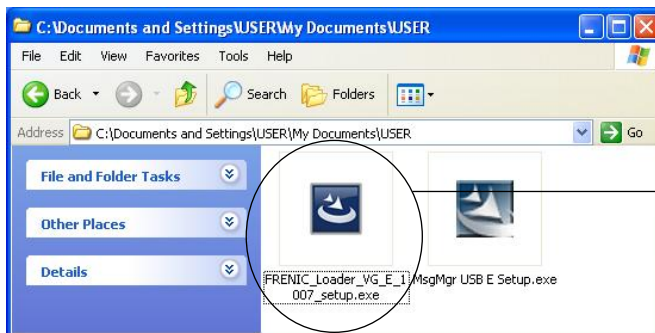 C:\Documents and Settings\USER\My Documents\USER
File Edit View Favorites Tools Help
Back Search Folders
Address C:\Documents and Settings\USER\My Documents\USER Go
File and Folder Tasks
Other Places
Details
FRENIC_Loader_VG_E_1
007_setup.exe
MsgMgr USB E Setup.exe